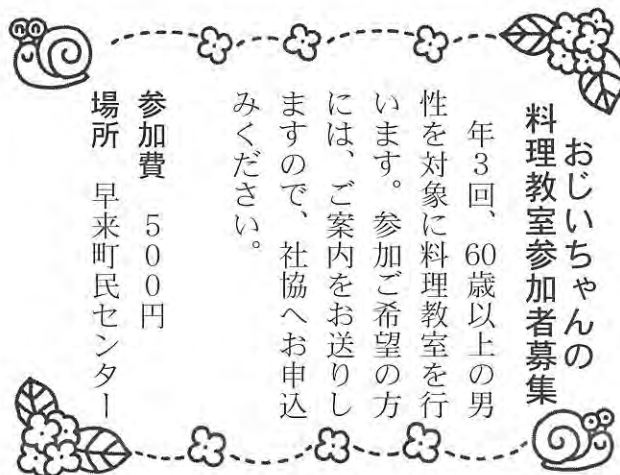 おじいちゃんの
料理教室参加者募集
年3回、60歳以上の男
性を対象に料理教室を行
います。参加ご希望の方
には、ご案内をお送りし
ますので、社協へお申込
みください。
参加費　500円
場所　早来町民センター